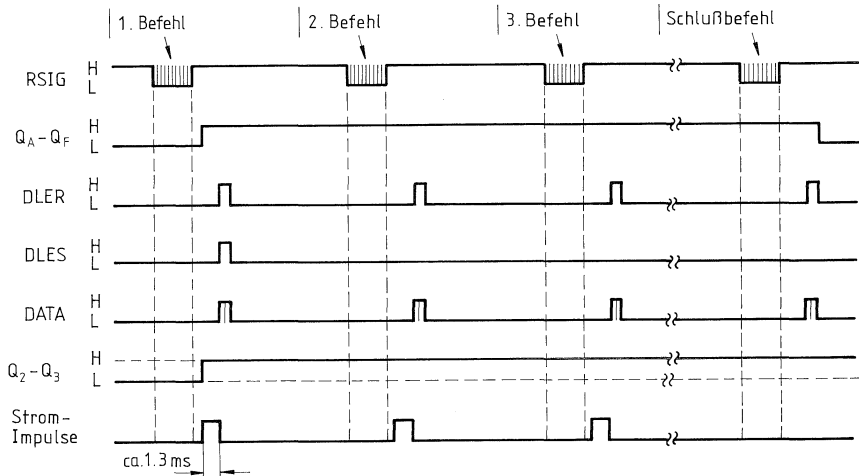 1. Befehl 2. Befehl 3. Befehl Schlußbefehl
RSIG H L
Q_A – Q_F H L
DLER H L
DLES H L
DATA H L
Q_2 – Q_3 H L
Strom-
Impulse
ca.1.3 ms